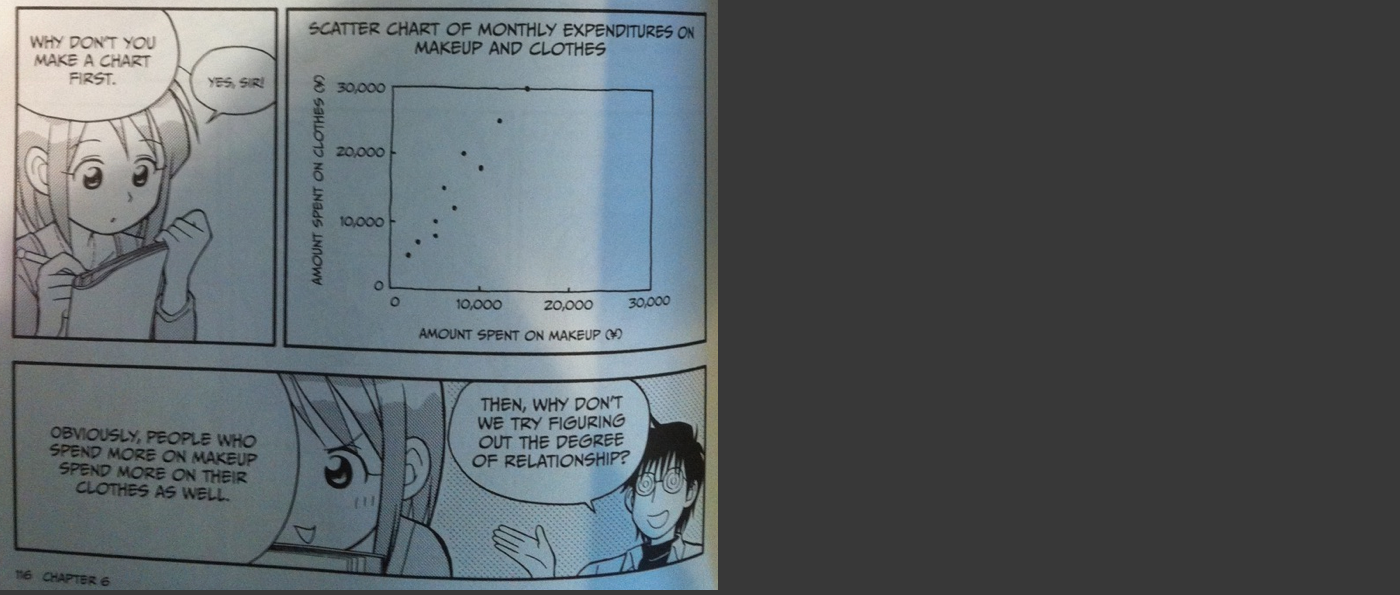 WHY DON'T YOU
MAKE A CHART
FIRST.
YES, SIR!
SCATTER CHART OF MONTHLY EXPENDITURES ON
MAKEUP AND CLOTHES
AMOUNT SPENT ON CLOTHES (¥)
30,000
20,000
10,000
0
0
10,000
20,000
30,000
AMOUNT SPENT ON MAKEUP (¥)
OBVIOUSLY, PEOPLE WHO
SPEND MORE ON MAKEUP
SPEND MORE ON THEIR
CLOTHES AS WELL.
THEN, WHY DON'T
WE TRY FIGURING
OUT THE DEGREE
OF RELATIONSHIP?
116 CHAPTER 6